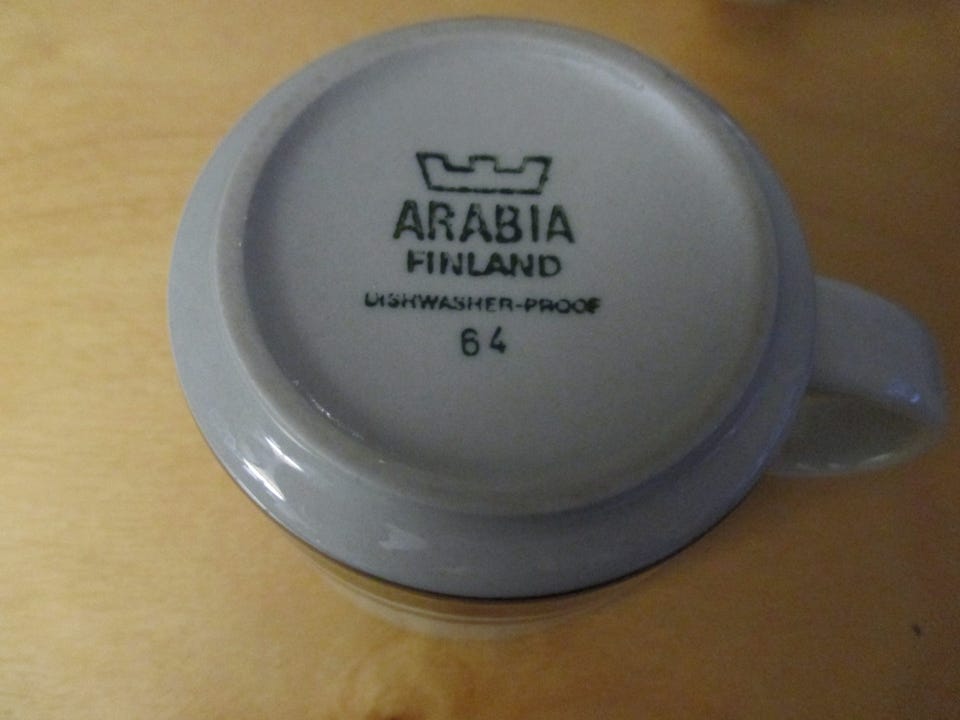 ARABIA
FINLAND
DISHWASHER-PROOF
64